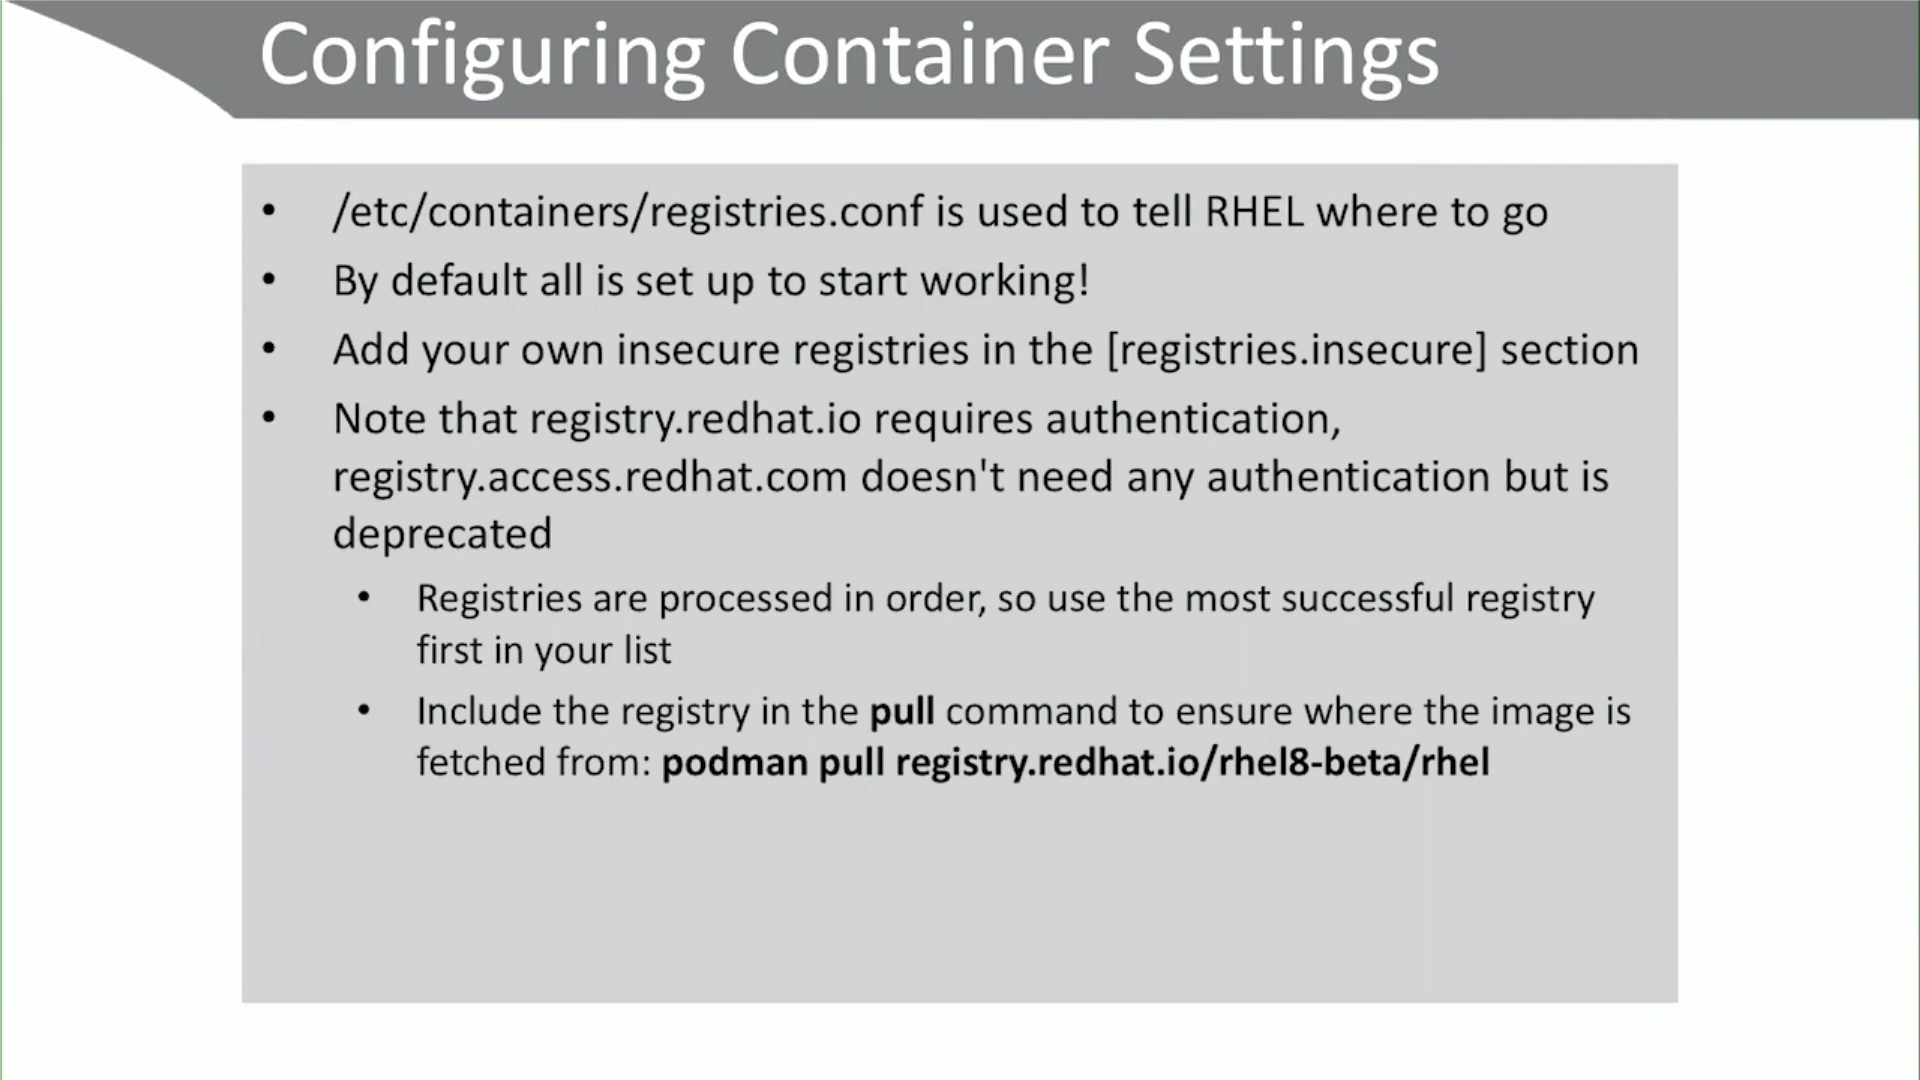 Configuring Container Settings
• /etc/containers/registries.conf is used to tell RHEL where to go
• By default all is set up to start working!
• Add your own insecure registries in the [registries.insecure] section
• Note that registry.redhat.io requires authentication,
registry.access.redhat.com doesn't need any authentication but is
deprecated
• Registries are processed in order, so use the most successful registry
first in your list
• Include the registry in the pull command to ensure where the image is
fetched from: podman pull registry.redhat.io/rhel8-beta/rhel